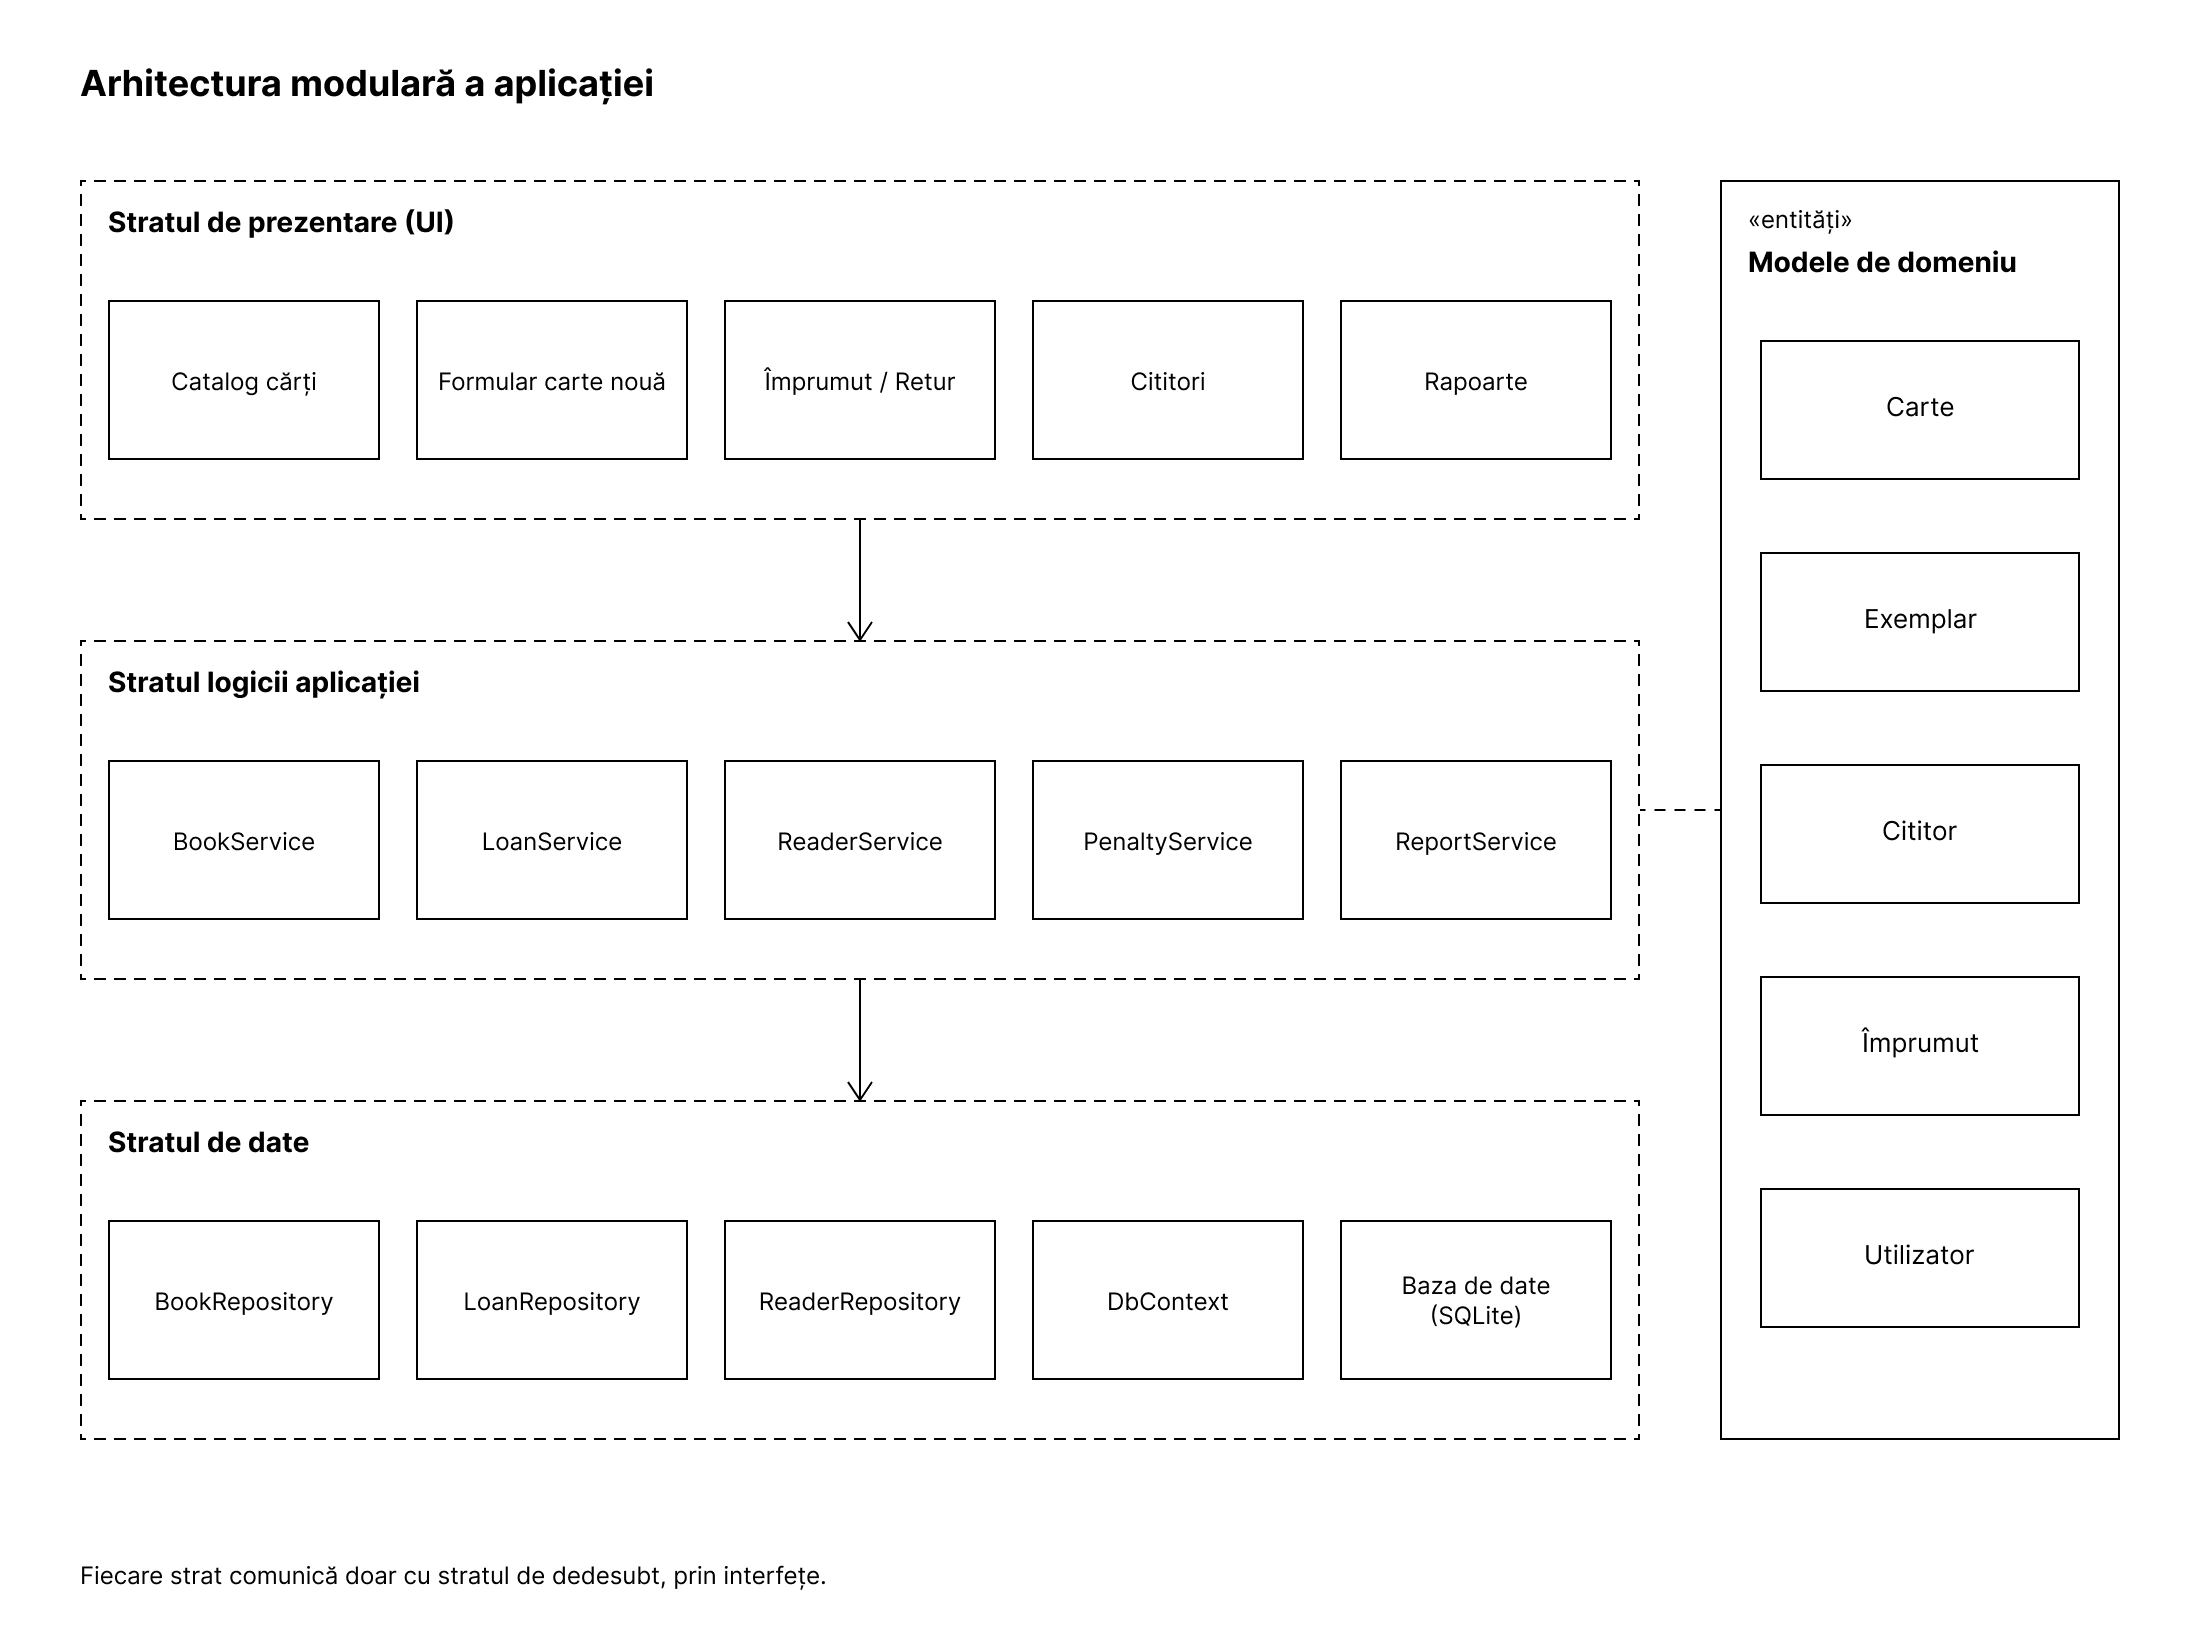 Arhitectura modulară a aplicației
Stratul de prezentare (UI)
Catalog cărți
Formular carte nouă
Împrumut / Retur
Cititori
Rapoarte
Stratul logicii aplicației
BookService
LoanService
ReaderService
PenaltyService
ReportService
Stratul de date
BookRepository
LoanRepository
ReaderRepository
DbContext
Baza de date
(SQLite)
«entități»
Modele de domeniu
Carte
Exemplar
Cititor
Împrumut
Utilizator
Fiecare strat comunică doar cu stratul de dedesubt, prin interfețe.